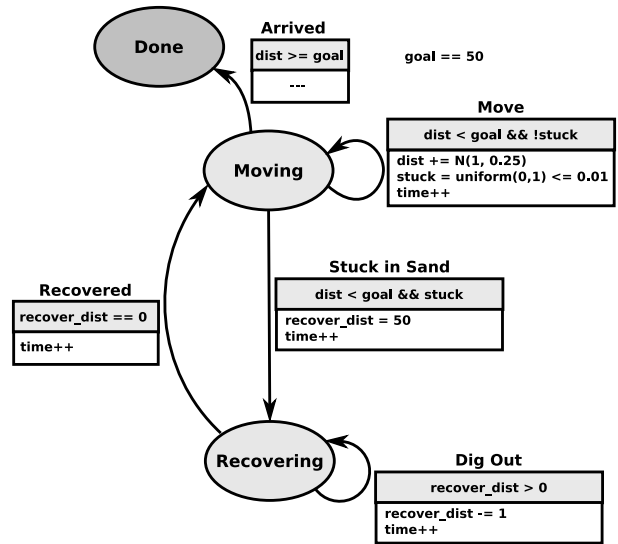 Done
Arrived
dist >= goal
---
goal == 50
Move
dist < goal && !stuck
dist += N(1, 0.25)
stuck = uniform(0,1) <= 0.01
time++
Moving
Stuck in Sand
dist < goal && stuck
recover_dist = 50
time++
Recovered
recover_dist == 0
time++
Recovering
Dig Out
recover_dist > 0
recover_dist -= 1
time++